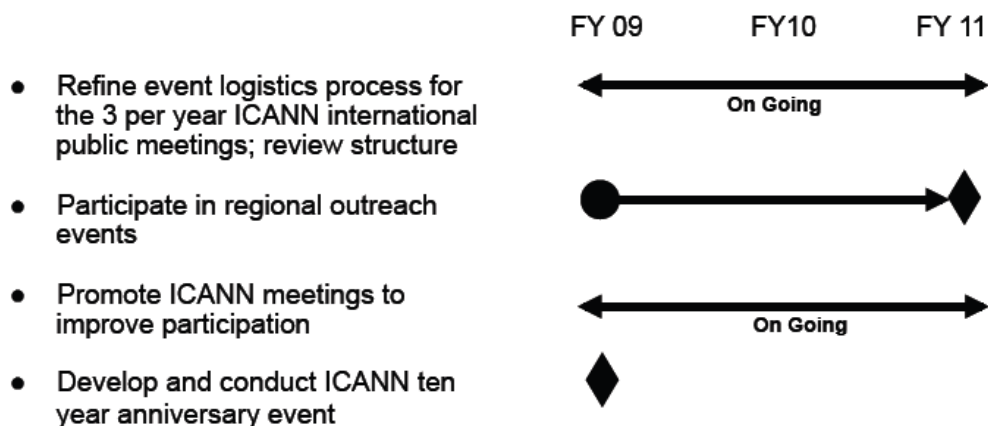 FY 09 FY10 FY 11
• Refine event logistics process for
the 3 per year ICANN international
public meetings; review structure
On Going
• Participate in regional outreach
events
• Promote ICANN meetings to
improve participation
On Going
• Develop and conduct ICANN ten
year anniversary event